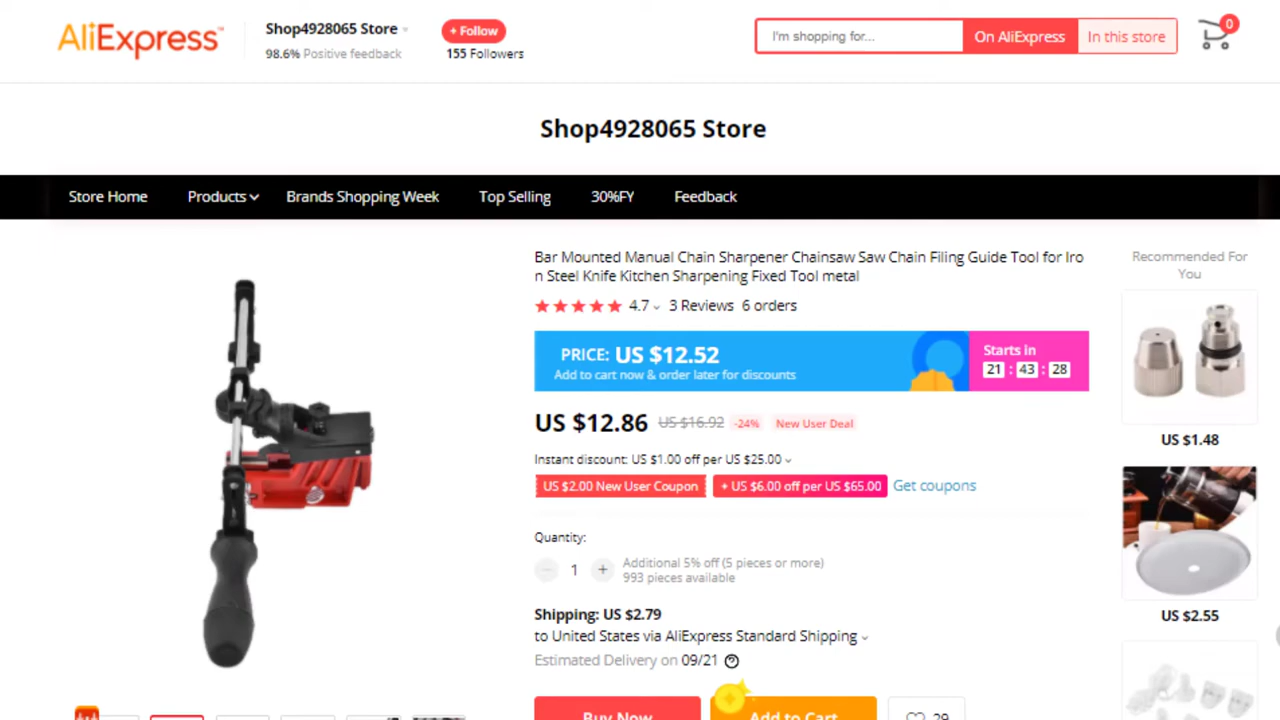 AliExpress™
Shop4928065 Store
98.6% Positive feedback
+ Follow
155 Followers
I'm shopping for...
On AliExpress
In this store
0
Shop4928065 Store
Store Home
Products
Brands Shopping Week
Top Selling
30%FY
Feedback
Bar Mounted Manual Chain Sharpener Chainsaw Saw Chain Filing Guide Tool for Iro
n Steel Knife Kitchen Sharpening Fixed Tool metal
4.7
3 Reviews
6 orders
PRICE: US $12.52
Add to cart now & order later for discounts
Starts in
21 : 43 : 28
US $12.86
US $16.92
-24%
New User Deal
Instant discount: US $1.00 off per US $25.00
US $2.00 New User Coupon
+ US $6.00 off per US $65.00
Get coupons
Quantity:
1
Additional 5% off (5 pieces or more)
993 pieces available
Shipping: US $2.79
to United States via AliExpress Standard Shipping
Estimated Delivery on 09/21
Buy Now
Add to Cart
29
Recommended For
You
US $1.48
US $2.55